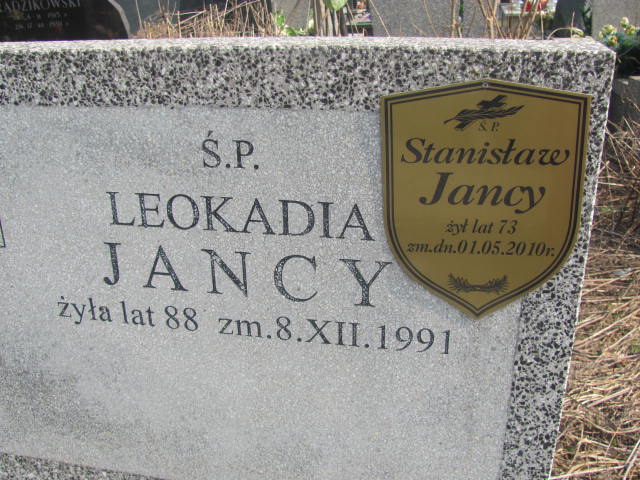 Ś.P.
LEOKADIA
JANCY
żyła lat 88 zm.8.XII.1991
Ś.P.
Stanisław
Jancy
żył lat 73
zm.dn.01.05.2010r.